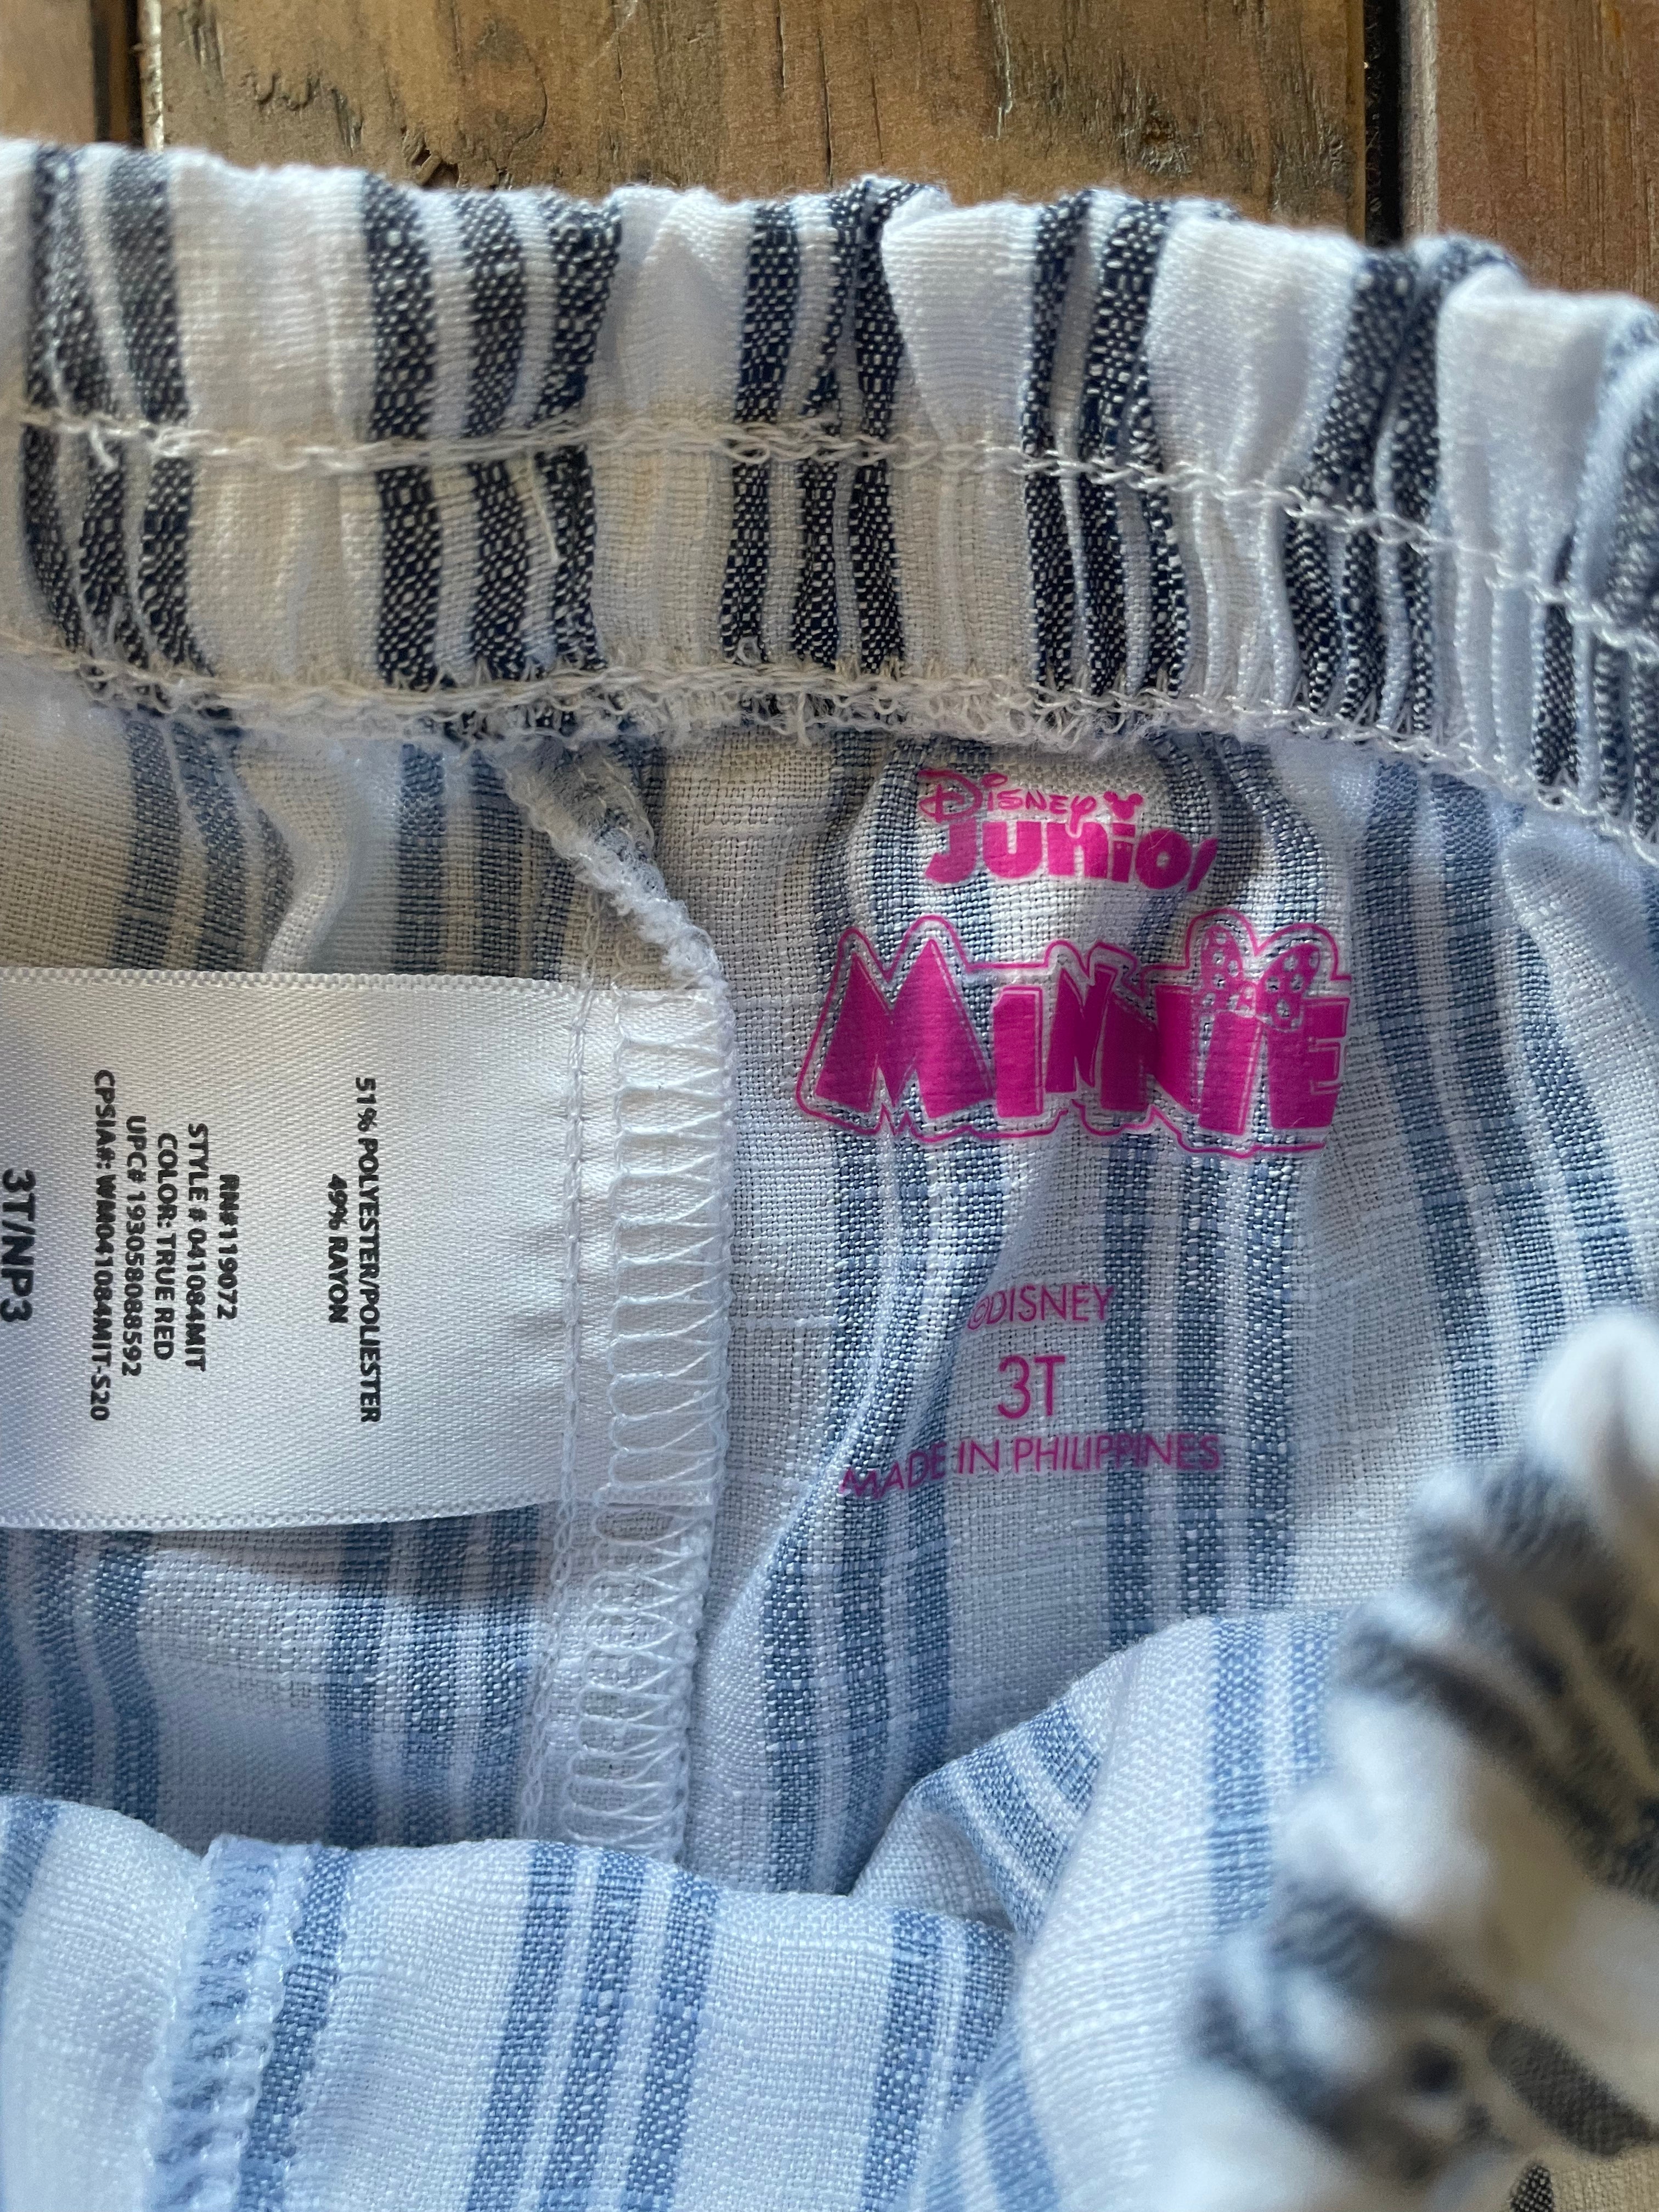 Disney
Junior
MINNIE
©DISNEY
3T
MADE IN PHILIPPINES
51% POLYESTER/POLIESTER
49% RAYON
RN#119072
STYLE # 041084MIT
COLOR: TRUE RED
UPC# 193058088592
CPSIA#: WM041084MIT-S20
3T/NP3